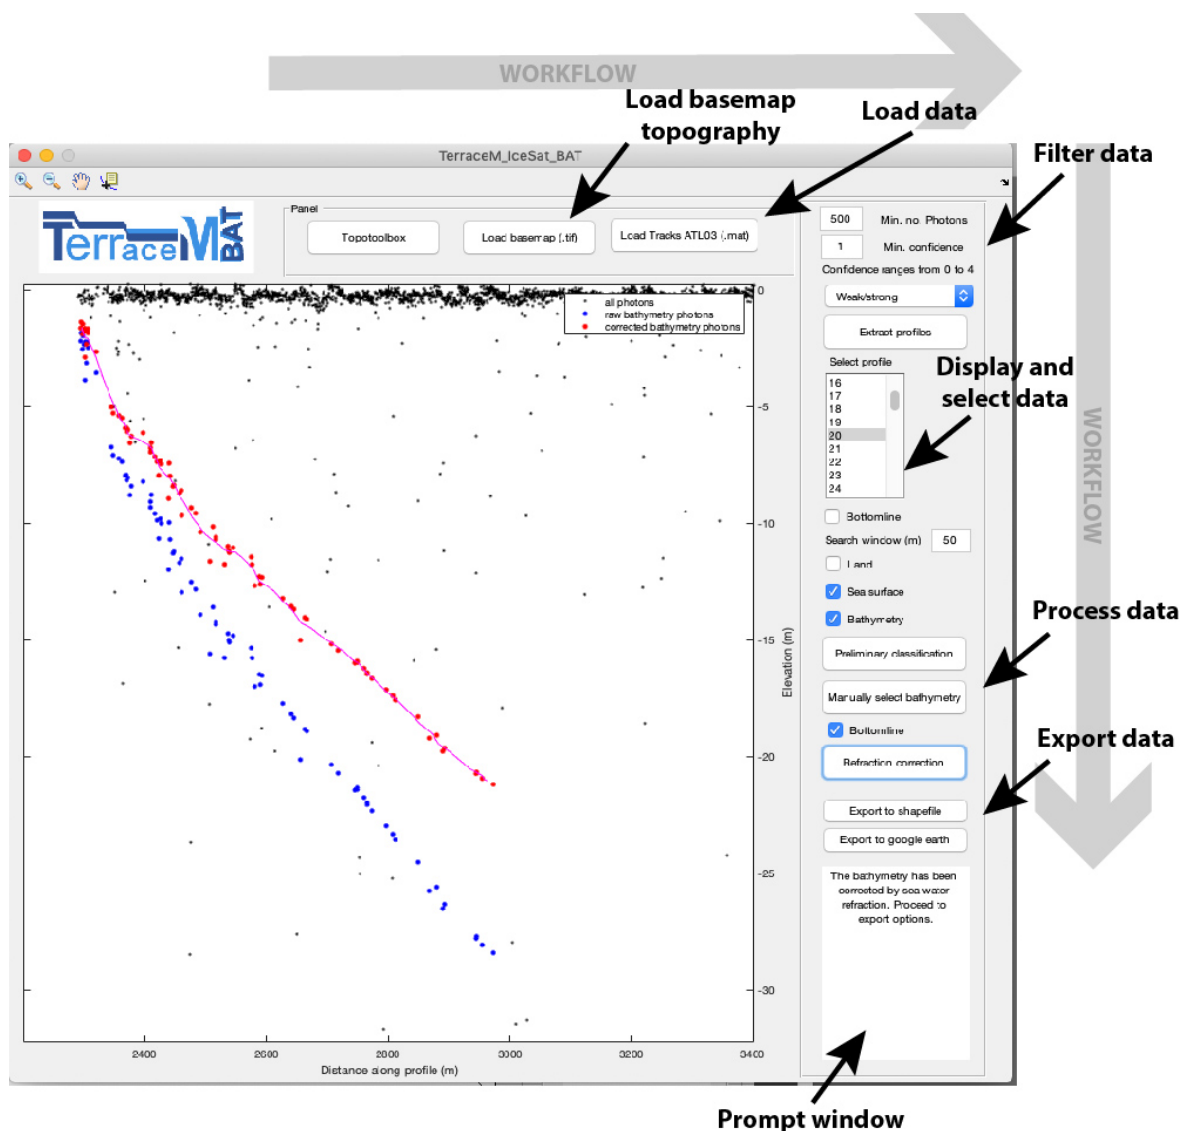 WORKFLOW
Load basemap
topography
Load data
Filter data
TerraceM_IceSat_BAT
TerraceM
BAT
Panel
Topotoolbox
Load basemap (.tif)
Load Tracks ATL03 (.mat)
500 Min. no. Photons
1 Min. confidence
Confidence ranges from 0 to 4
Weak/strong
Extract profiles
Select profile
16
17
18
19
20
21
22
23
24
Display and
select data
WORKFLOW
Bottomline
Search window (m) 50
Land
Sea surface
Bathymetry
Preliminary classification
Manually select bathymetry
Process data
Bottomline
Refraction correction
Export data
Export to shapefile
Export to google earth
The bathymetry has been
corrected by sea water
refraction. Proceed to
export options.
Prompt window
all photons
raw bathymetry photons
corrected bathymetry photons
0
-5
-10
-15
-20
-25
-30
Elevation (m)
2400 2600 2800 3000 3200 3400
Distance along profile (m)